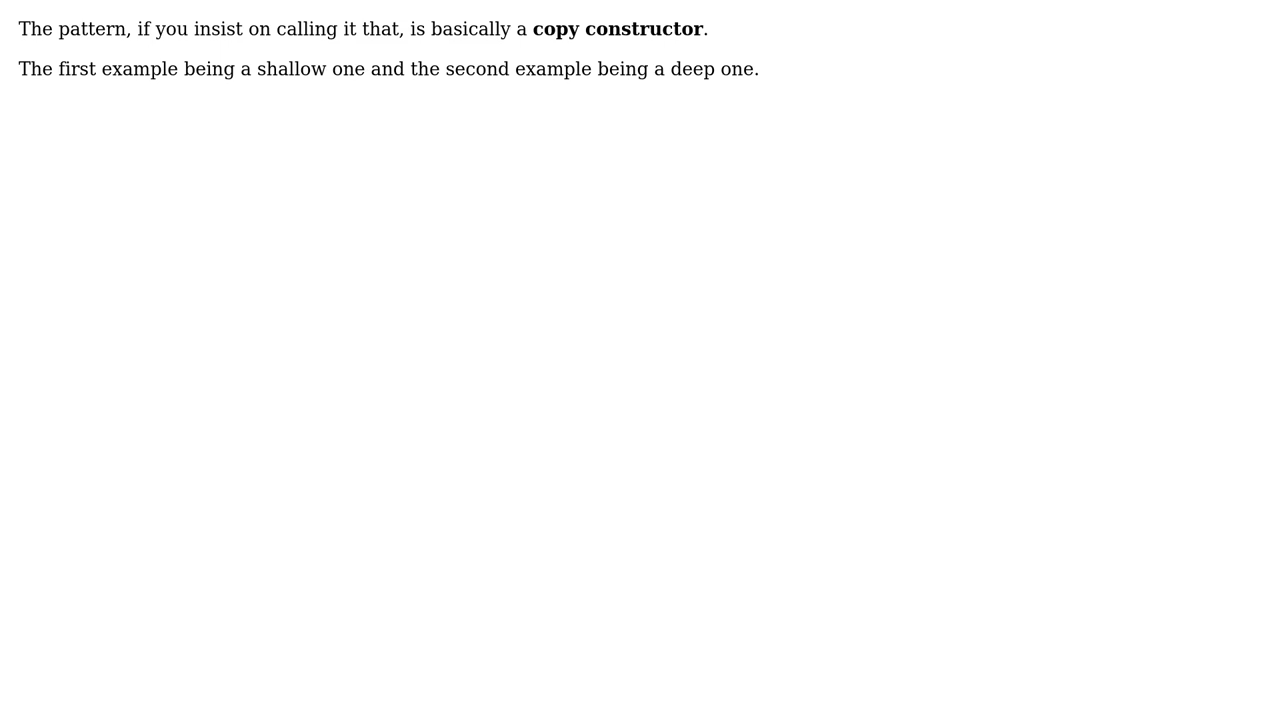 The pattern, if you insist on calling it that, is basically a copy constructor.
The first example being a shallow one and the second example being a deep one.